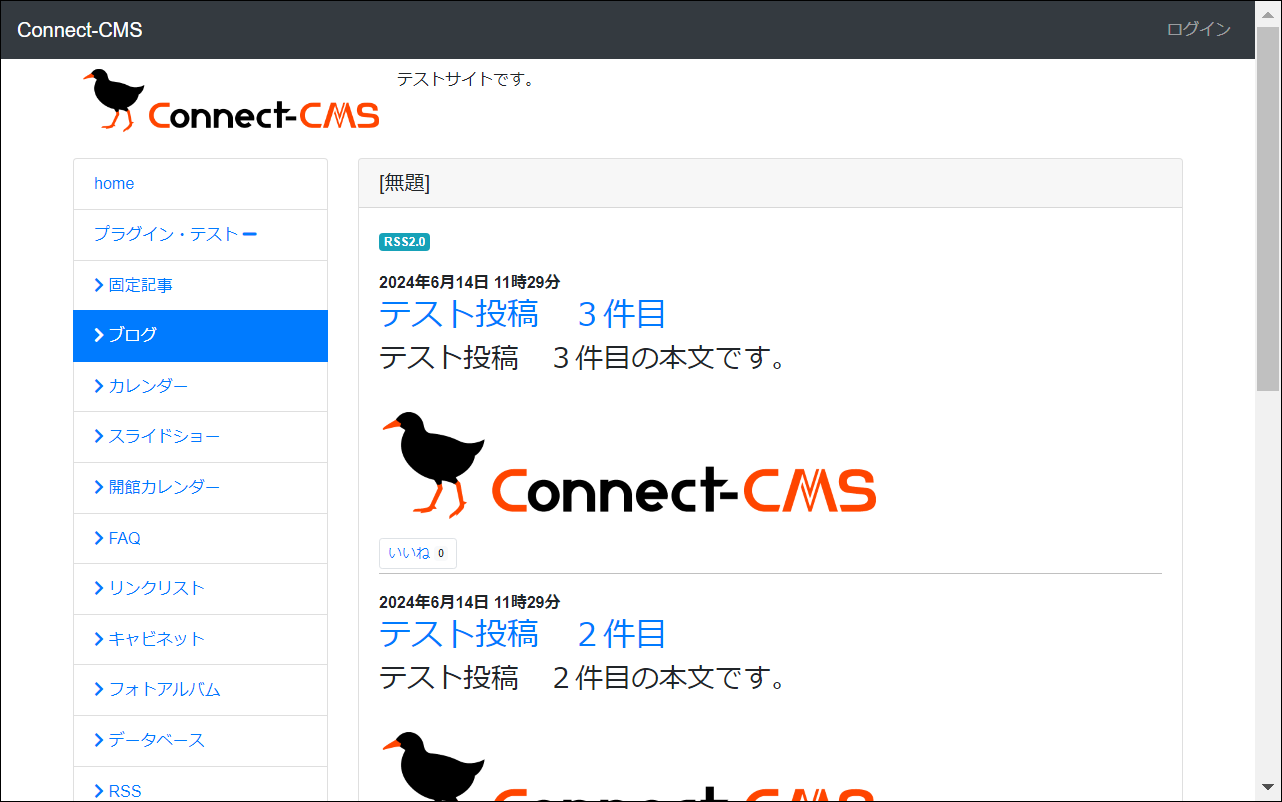 Connect-CMS
ログイン
Connect-CMS
テストサイトです。
home
プラグイン・テスト
固定記事
ブログ
カレンダー
スライドショー
開館カレンダー
FAQ
リンクリスト
キャビネット
フォトアルバム
データベース
RSS
[無題]
RSS2.0
2024年6月14日 11時29分
テスト投稿　３件目
テスト投稿　３件目の本文です。
Connect-CMS
いいね 0
2024年6月14日 11時29分
テスト投稿　２件目
テスト投稿　２件目の本文です。
Connect-CMS